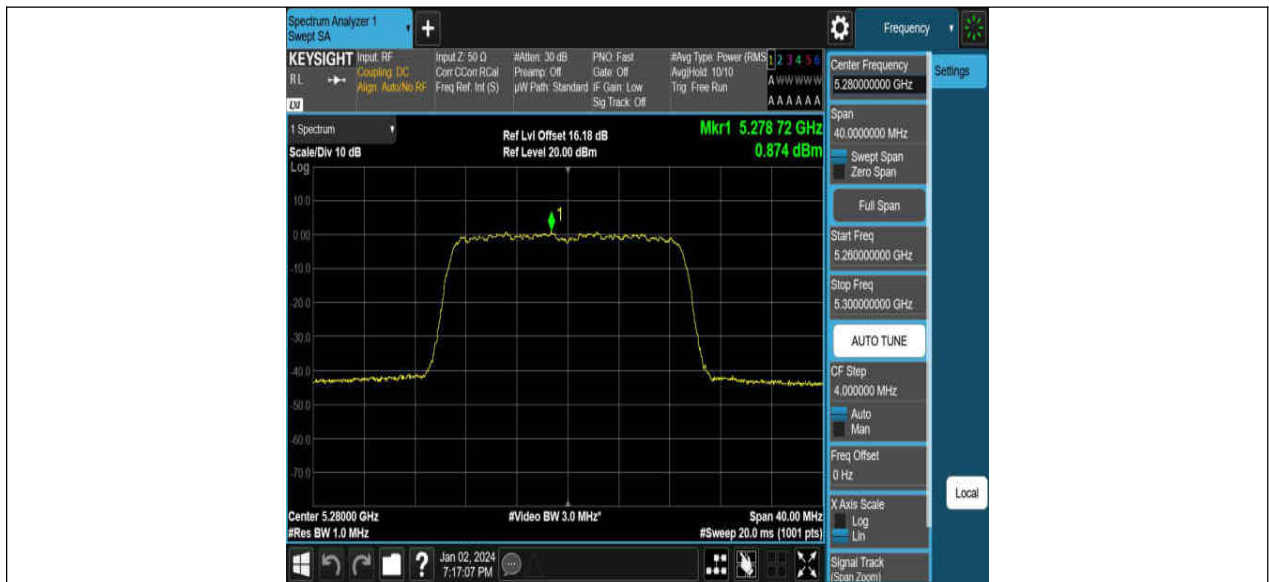 Spectrum Analyzer 1
Swept SA
+
Frequency
KEYSIGHT
RL
LXI
Input: RF
Coupling: DC
Align: Auto/No RF
Input Z: 50 Ω
Corr CCorr RCal
Freq Ref: Int (S)
#Atten: 30 dB
Preamp: Off
µW Path: Standard
PNO: Fast
Gate: Off
IF Gain: Low
Sig Track: Off
#Avg Type: Power (RMS
Avg|Hold: 10/10
Trig: Free Run
1 2 3 4 5 6
A W W W W W
A A A A A A
1 Spectrum
Scale/Div 10 dB
Ref Lvl Offset 16.18 dB
Ref Level 20.00 dBm
Mkr1 5.278 72 GHz
0.874 dBm
Log
10.0
0.00
-10.0
-20.0
-30.0
-40.0
-50.0
-60.0
-70.0
1
Center 5.28000 GHz
#Res BW 1.0 MHz
#Video BW 3.0 MHz*
Span 40.00 MHz
#Sweep 20.0 ms (1001 pts)
?
Jan 02, 2024
7:17:07 PM
Center Frequency
5.280000000 GHz
Span
40.0000000 MHz
Swept Span
Zero Span
Full Span
Start Freq
5.260000000 GHz
Stop Freq
5.300000000 GHz
AUTO TUNE
CF Step
4.000000 MHz
Auto
Man
Freq Offset
0 Hz
X Axis Scale
Log
Lin
Signal Track
(Span Zoom)
Settings
Local